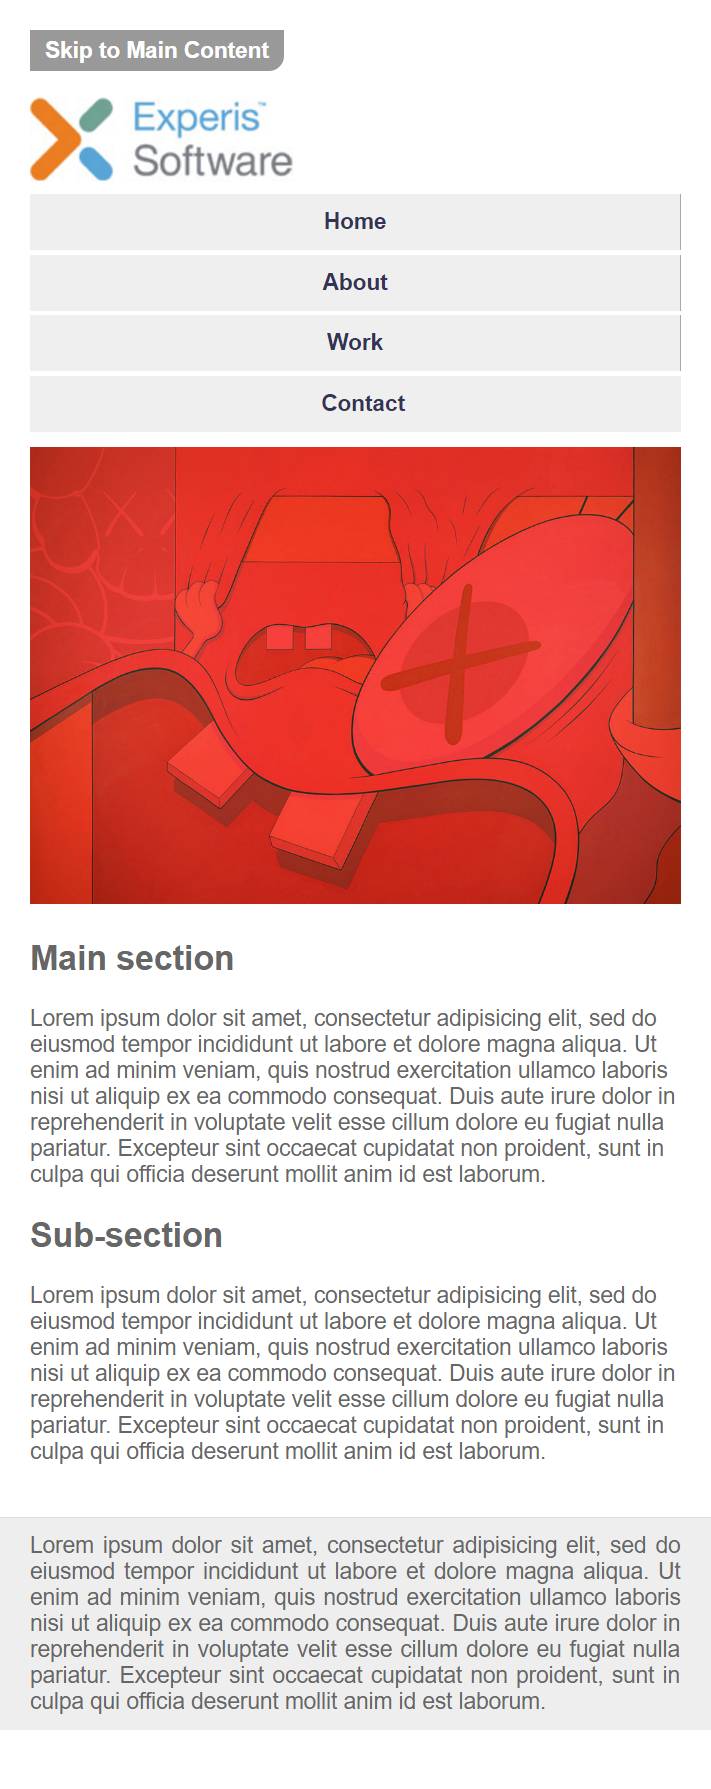 Skip to Main Content
Experis™
Software
Home
About
Work
Contact
Main section
Lorem ipsum dolor sit amet, consectetur adipisicing elit, sed do
eiusmod tempor incididunt ut labore et dolore magna aliqua. Ut
enim ad minim veniam, quis nostrud exercitation ullamco laboris
nisi ut aliquip ex ea commodo consequat. Duis aute irure dolor in
reprehenderit in voluptate velit esse cillum dolore eu fugiat nulla
pariatur. Excepteur sint occaecat cupidatat non proident, sunt in
culpa qui officia deserunt mollit anim id est laborum.
Sub-section
Lorem ipsum dolor sit amet, consectetur adipisicing elit, sed do
eiusmod tempor incididunt ut labore et dolore magna aliqua. Ut
enim ad minim veniam, quis nostrud exercitation ullamco laboris
nisi ut aliquip ex ea commodo consequat. Duis aute irure dolor in
reprehenderit in voluptate velit esse cillum dolore eu fugiat nulla
pariatur. Excepteur sint occaecat cupidatat non proident, sunt in
culpa qui officia deserunt mollit anim id est laborum.
Lorem ipsum dolor sit amet, consectetur adipisicing elit, sed do
eiusmod tempor incididunt ut labore et dolore magna aliqua. Ut
enim ad minim veniam, quis nostrud exercitation ullamco laboris
nisi ut aliquip ex ea commodo consequat. Duis aute irure dolor in
reprehenderit in voluptate velit esse cillum dolore eu fugiat nulla
pariatur. Excepteur sint occaecat cupidatat non proident, sunt in
culpa qui officia deserunt mollit anim id est laborum.